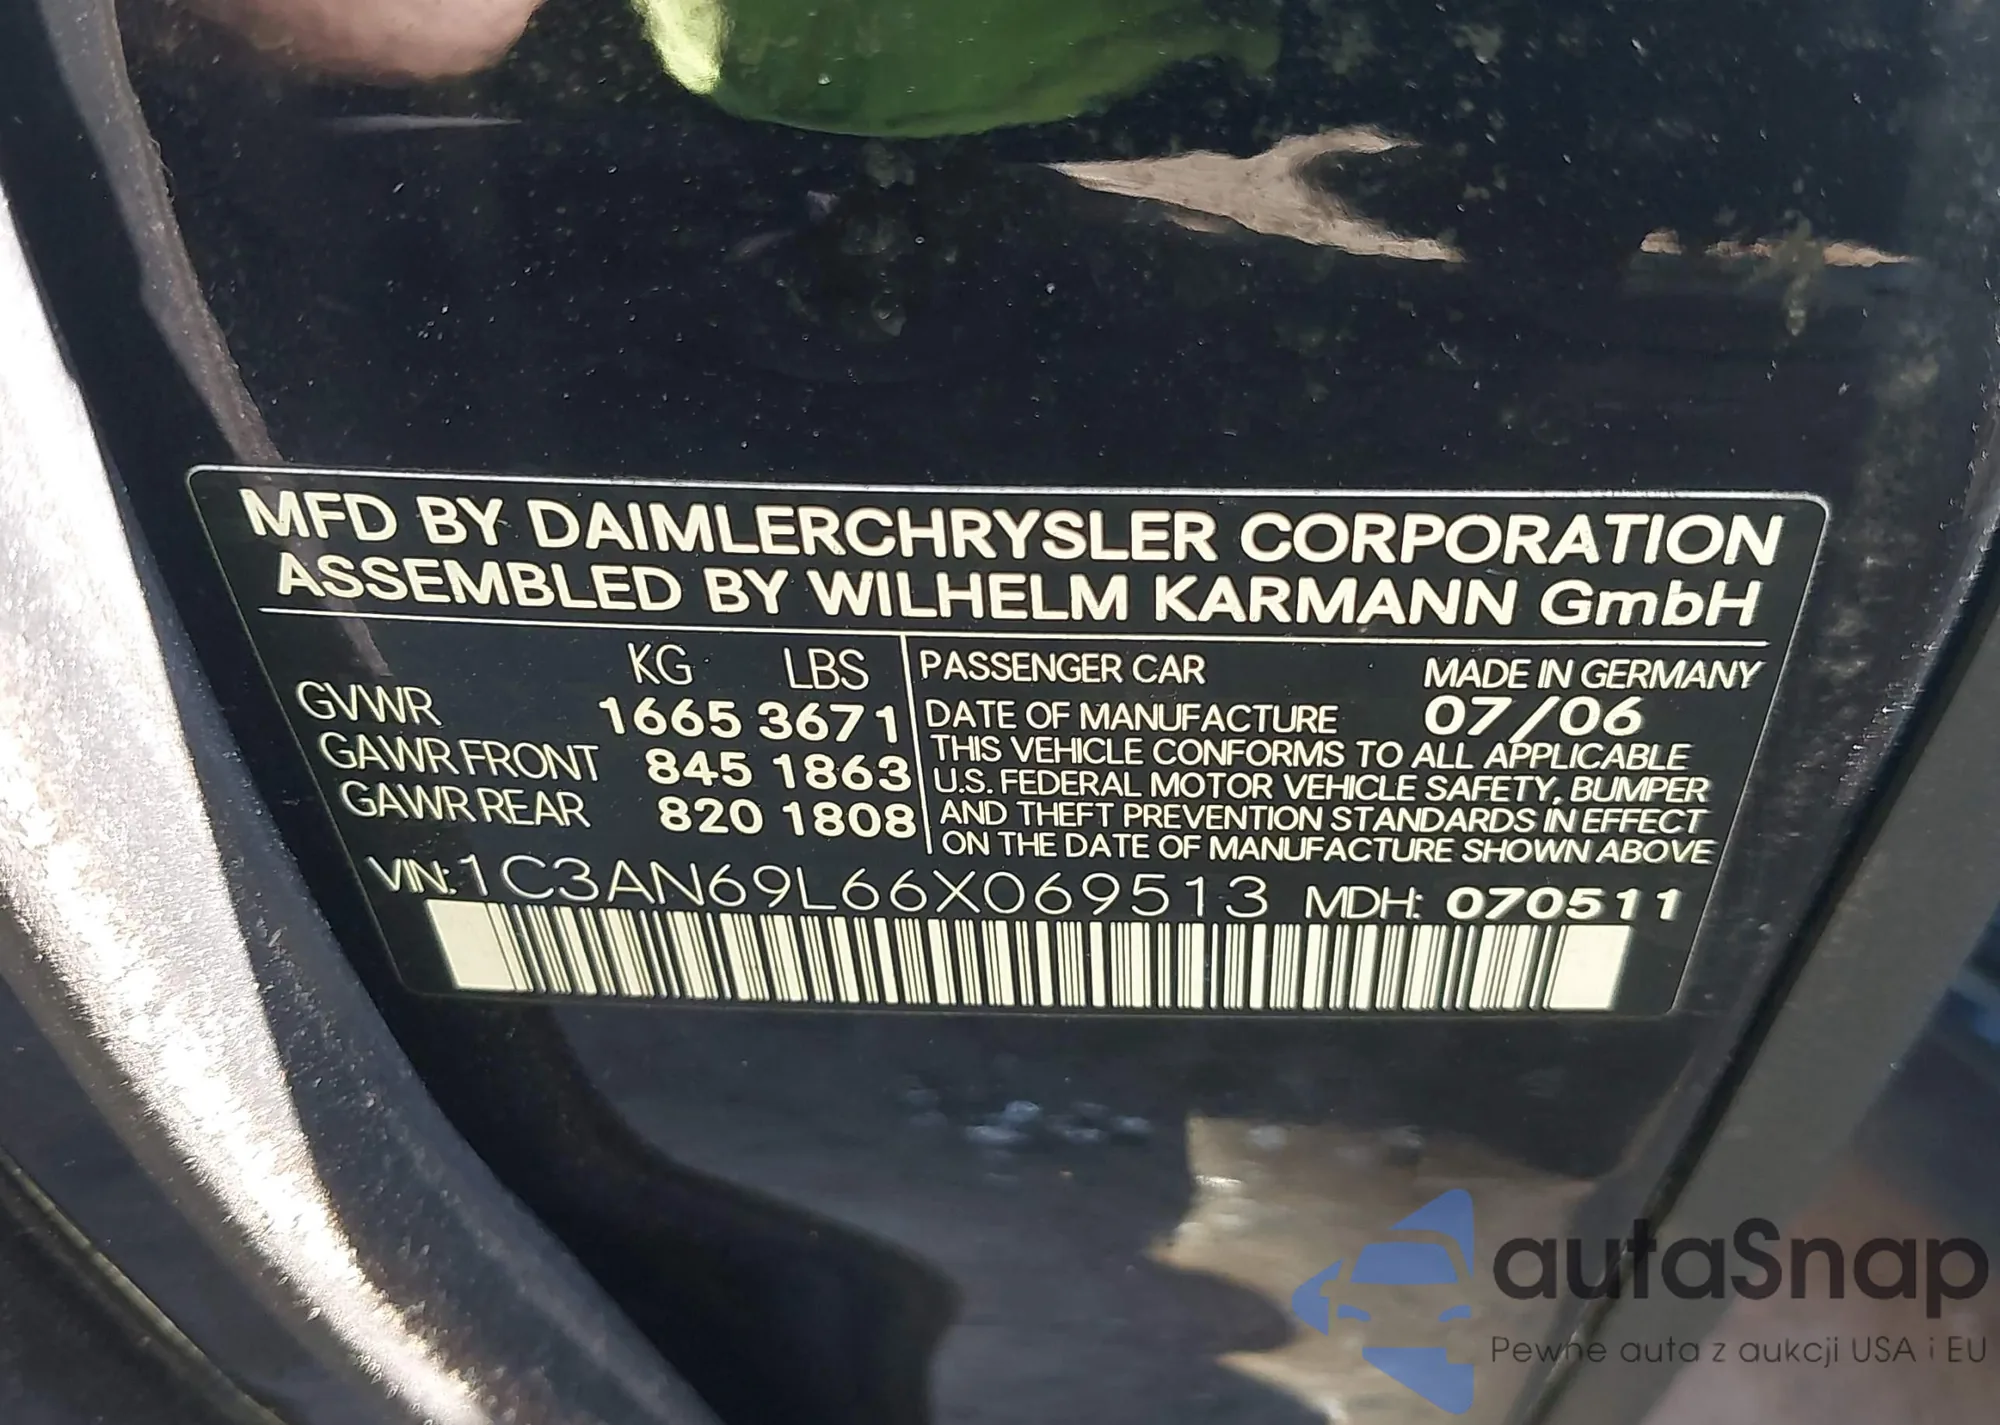 MFD BY DAIMLERCHRYSLER CORPORATION
ASSEMBLED BY WILHELM KARMANN GmbH
KG LBS
GVWR 1665 3671
GAWR FRONT 845 1863
GAWR REAR 820 1808
PASSENGER CAR MADE IN GERMANY
DATE OF MANUFACTURE 07/06
THIS VEHICLE CONFORMS TO ALL APPLICABLE
U.S. FEDERAL MOTOR VEHICLE SAFETY, BUMPER
AND THEFT PREVENTION STANDARDS IN EFFECT
ON THE DATE OF MANUFACTURE SHOWN ABOVE
VIN: 1C3AN69L66X069513 MDH: 070511
autaSnap
Pewne auta z aukcji USA i EU